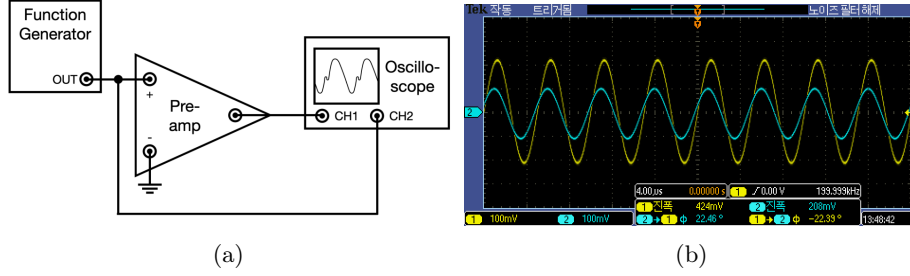 Function
Generator
OUT
+
Pre-
amp
-
Oscillo-
scope
CH1
CH2
(a)
Tek 작동 트리거됨 노이즈 필터 해제
2
4.00us 0.00000 s 1 0.00 V 199.999kHz
1 진폭 424mV 2 진폭 208mV
1 100mV 2 100mV 2→1 ϕ 22.46 ° 1→2 ϕ -22.39 ° 13:48:42
(b)